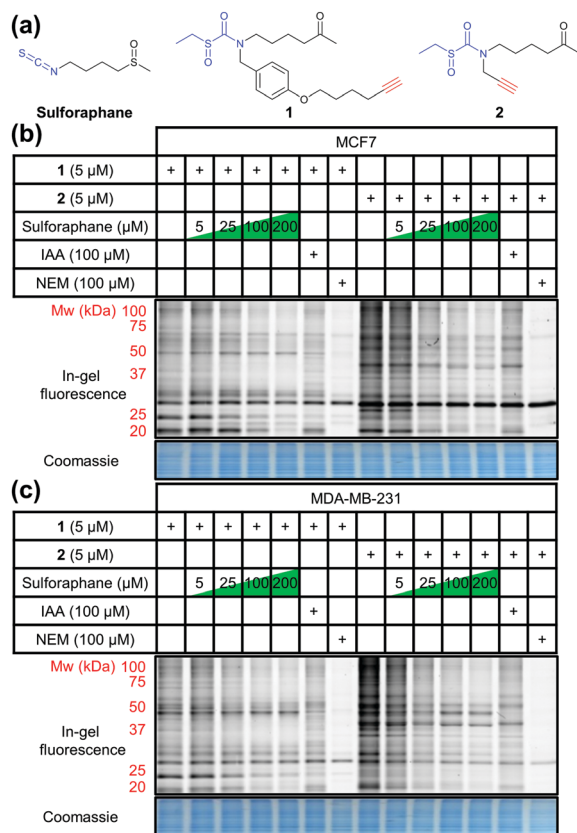 (a)
S
C
N
O
S
O
S
O
N
O
O
O
S
O
N
O
Sulforaphane 1 2
(b)
MCF7
1 (5 µM) + + + + + + +
2 (5 µM) + + + + + + +
Sulforaphane (µM) 5 25 100 200 5 25 100 200
IAA (100 µM) + +
NEM (100 µM) + +
Mw (kDa) 100
75
50
37
In-gel
fluorescence
25
20
Coomassie
(c)
MDA-MB-231
1 (5 µM) + + + + + + +
2 (5 µM) + + + + + + +
Sulforaphane (µM) 5 25 100 200 5 25 100 200
IAA (100 µM) + +
NEM (100 µM) + +
Mw (kDa) 100
75
50
37
In-gel
fluorescence
25
20
Coomassie